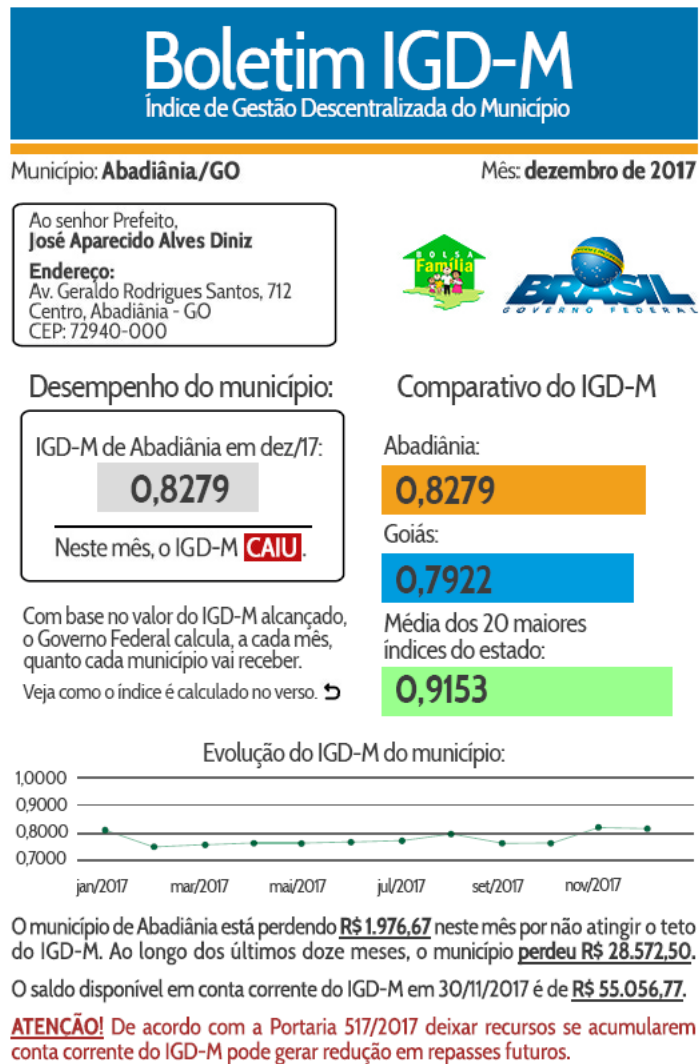 Boletim IGD-M
Índice de Gestão Descentralizada do Município
Município: Abadiânia/GO
Mês: dezembro de 2017
Ao senhor Prefeito,
José Aparecido Alves Diniz
Endereço:
Av. Geraldo Rodrigues Santos, 712
Centro, Abadiânia - GO
CEP: 72940-000
BOLSA
Família
BRASIL
GOVERNO FEDERAL
Desempenho do município:
IGD-M de Abadiânia em dez/17:
0,8279
Neste mês, o IGD-M CAIU.
Com base no valor do IGD-M alcançado,
o Governo Federal calcula, a cada mês,
quanto cada município vai receber.
Veja como o índice é calculado no verso.
Comparativo do IGD-M
Abadiânia:
0,8279
Goiás:
0,7922
Média dos 20 maiores
índices do estado:
0,9153
Evolução do IGD-M do município:
1,0000
0,9000
0,8000
0,7000
jan/2017 mar/2017 mai/2017 jul/2017 set/2017 nov/2017
O município de Abadiânia está perdendo R$ 1.976,67 neste mês por não atingir o teto
do IGD-M. Ao longo dos últimos doze meses, o município perdeu R$ 28.572,50.
O saldo disponível em conta corrente do IGD-M em 30/11/2017 é de R$ 55.056,77.
ATENÇÃO! De acordo com a Portaria 517/2017 deixar recursos se acumularem
conta corrente do IGD-M pode gerar redução em repasses futuros.